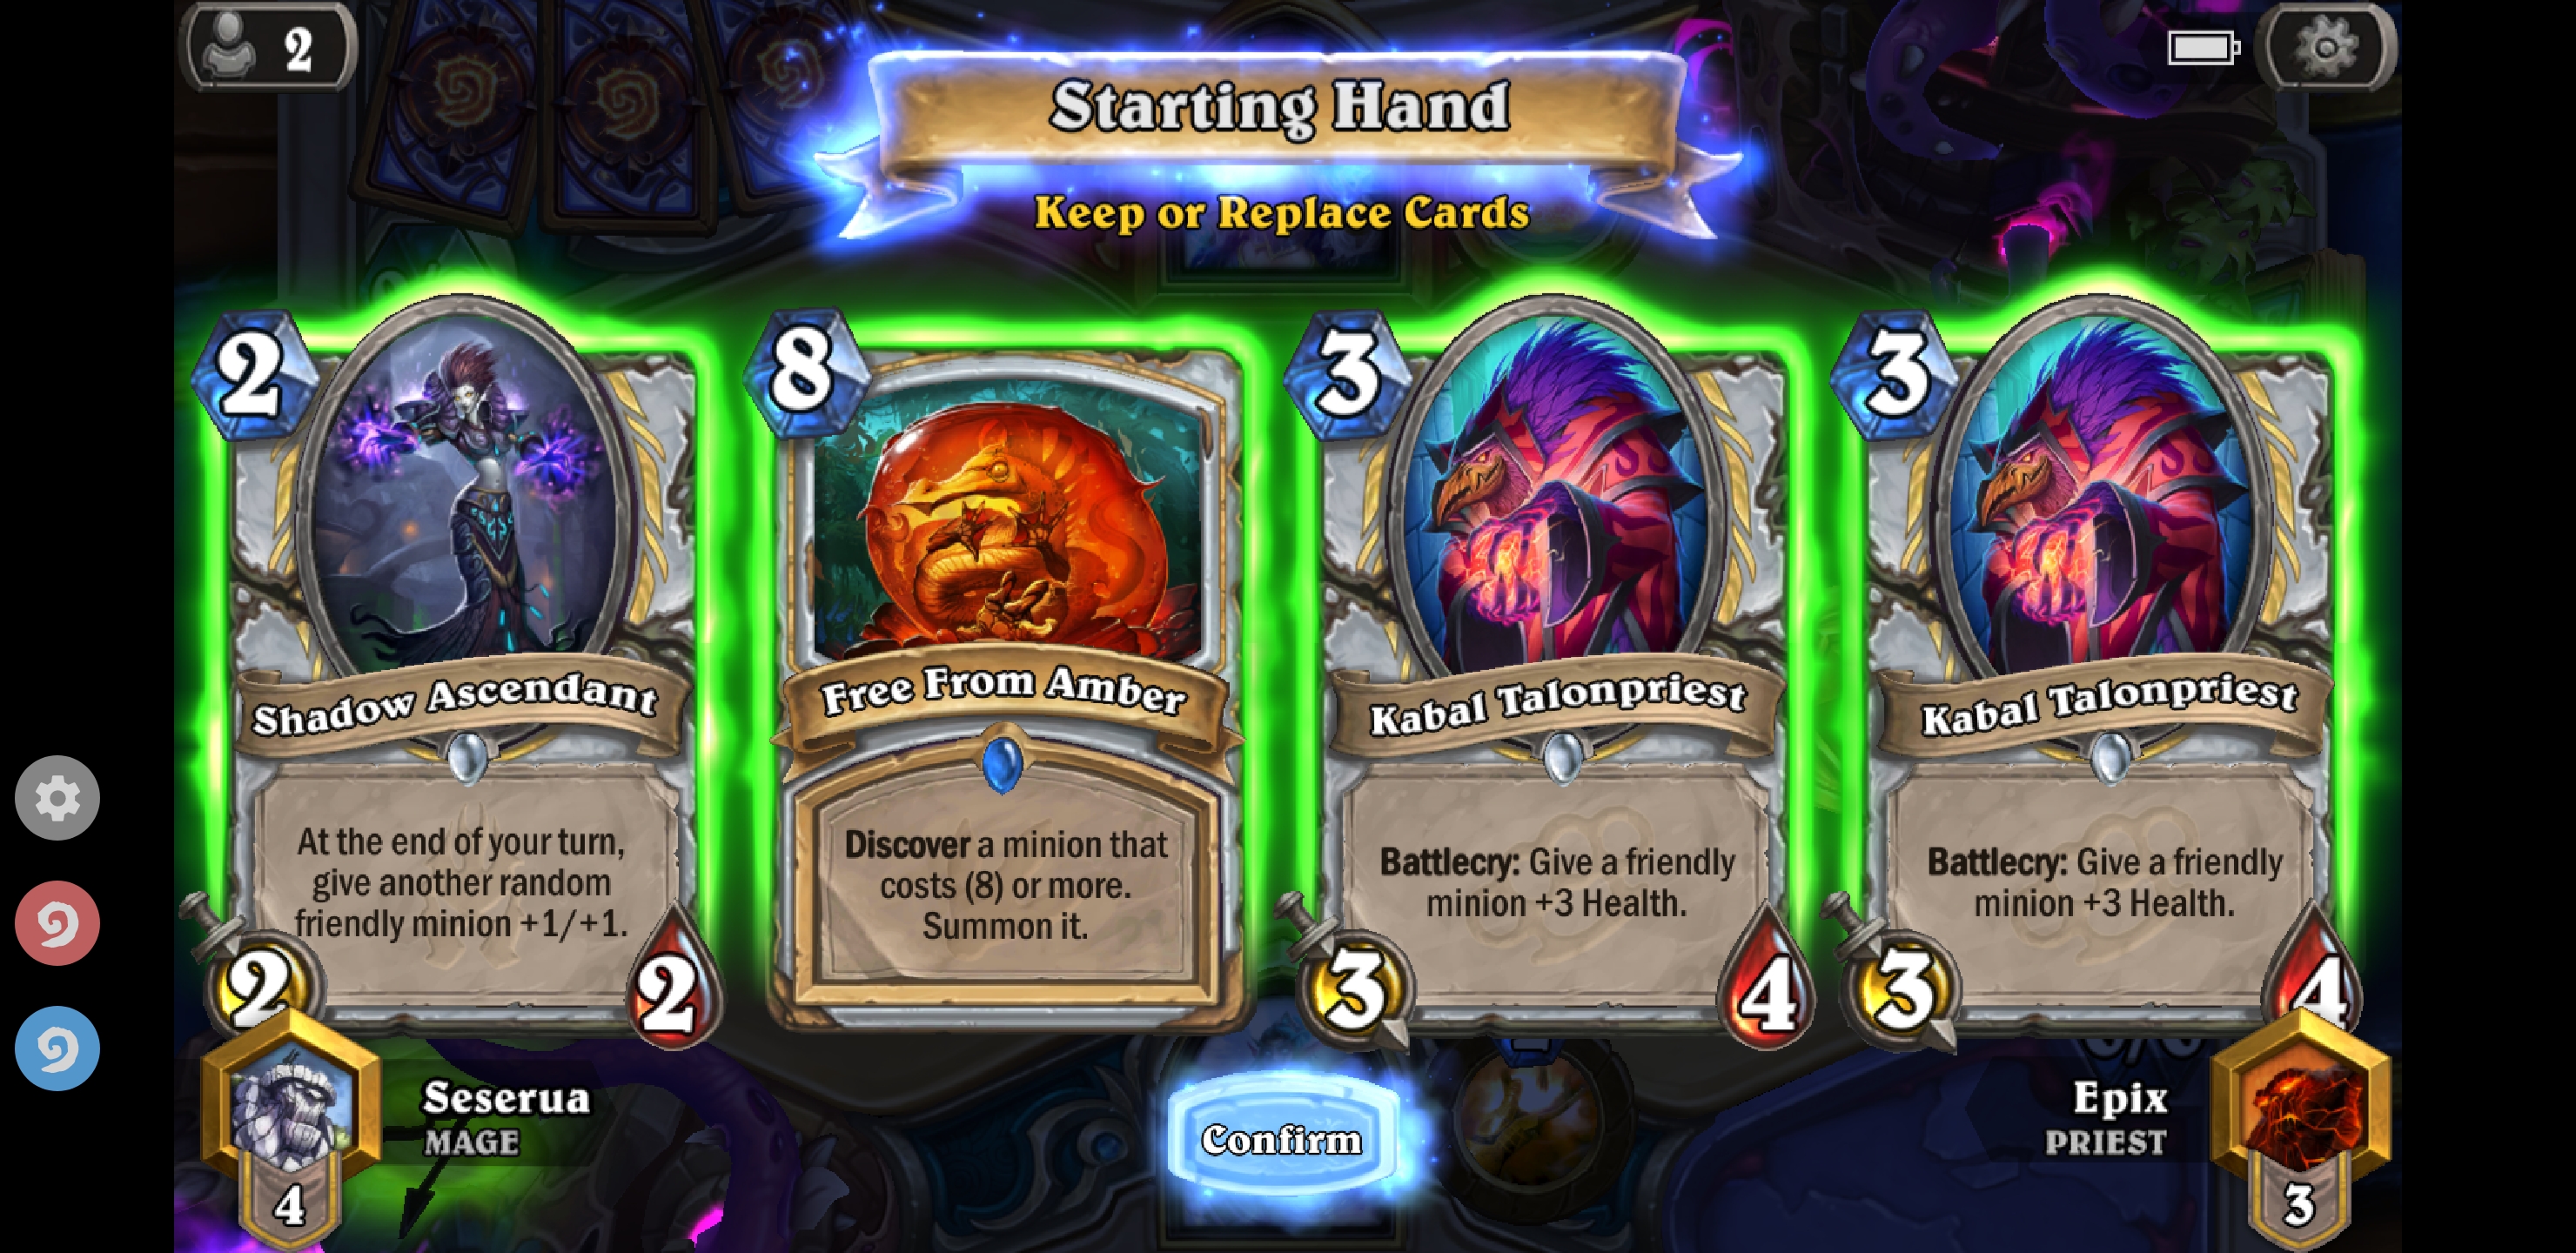 2
Starting Hand
Keep or Replace Cards
2
8
3
3
Shadow Ascendant
Free From Amber
Kabal Talonpriest
Kabal Talonpriest
At the end of your turn,
give another random
friendly minion +1/+1.
Discover a minion that
costs (8) or more.
Summon it.
Battlecry: Give a friendly
minion +3 Health.
Battlecry: Give a friendly
minion +3 Health.
2
2
3
4
3
4
Seserua
MAGE
4
Confirm
Epix
PRIEST
3